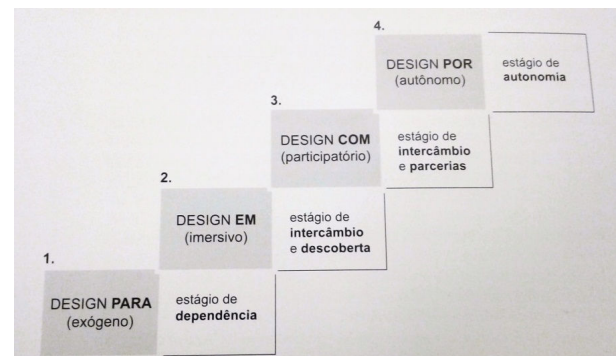 4.
DESIGN POR
(autônomo)
estágio de
autonomia
3.
DESIGN COM
(participatório)
estágio de
intercâmbio
e parcerias
2.
DESIGN EM
(imersivo)
estágio de
intercâmbio
e descoberta
1.
DESIGN PARA
(exógeno)
estágio de
dependência